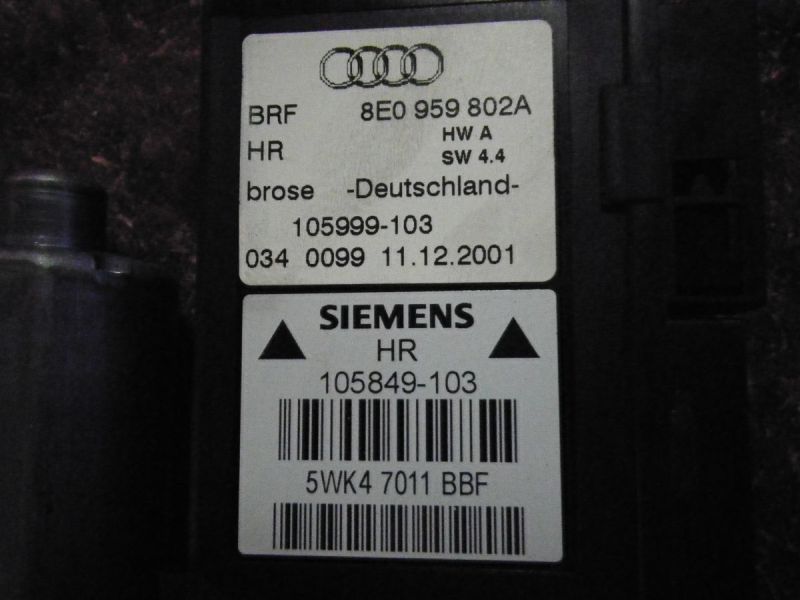 BRF 8E0 959 802A
HW A
HR SW 4.4
brose -Deutschland-
105999-103
034 0099 11.12.2001
SIEMENS
HR
105849-103
5WK4 7011 BBF